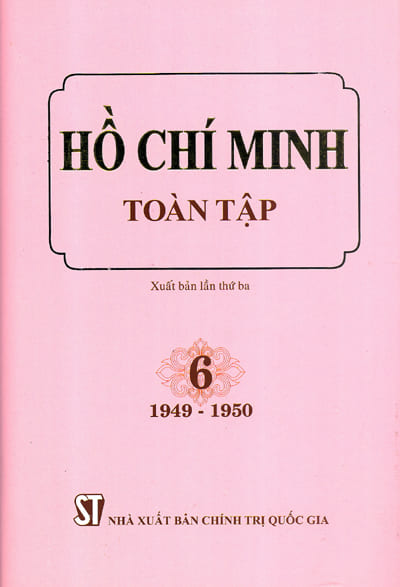 HỒ CHÍ MINH
TOÀN TẬP
Xuất bản lần thứ ba
6
1949 - 1950
ST NHÀ XUẤT BẢN CHÍNH TRỊ QUỐC GIA